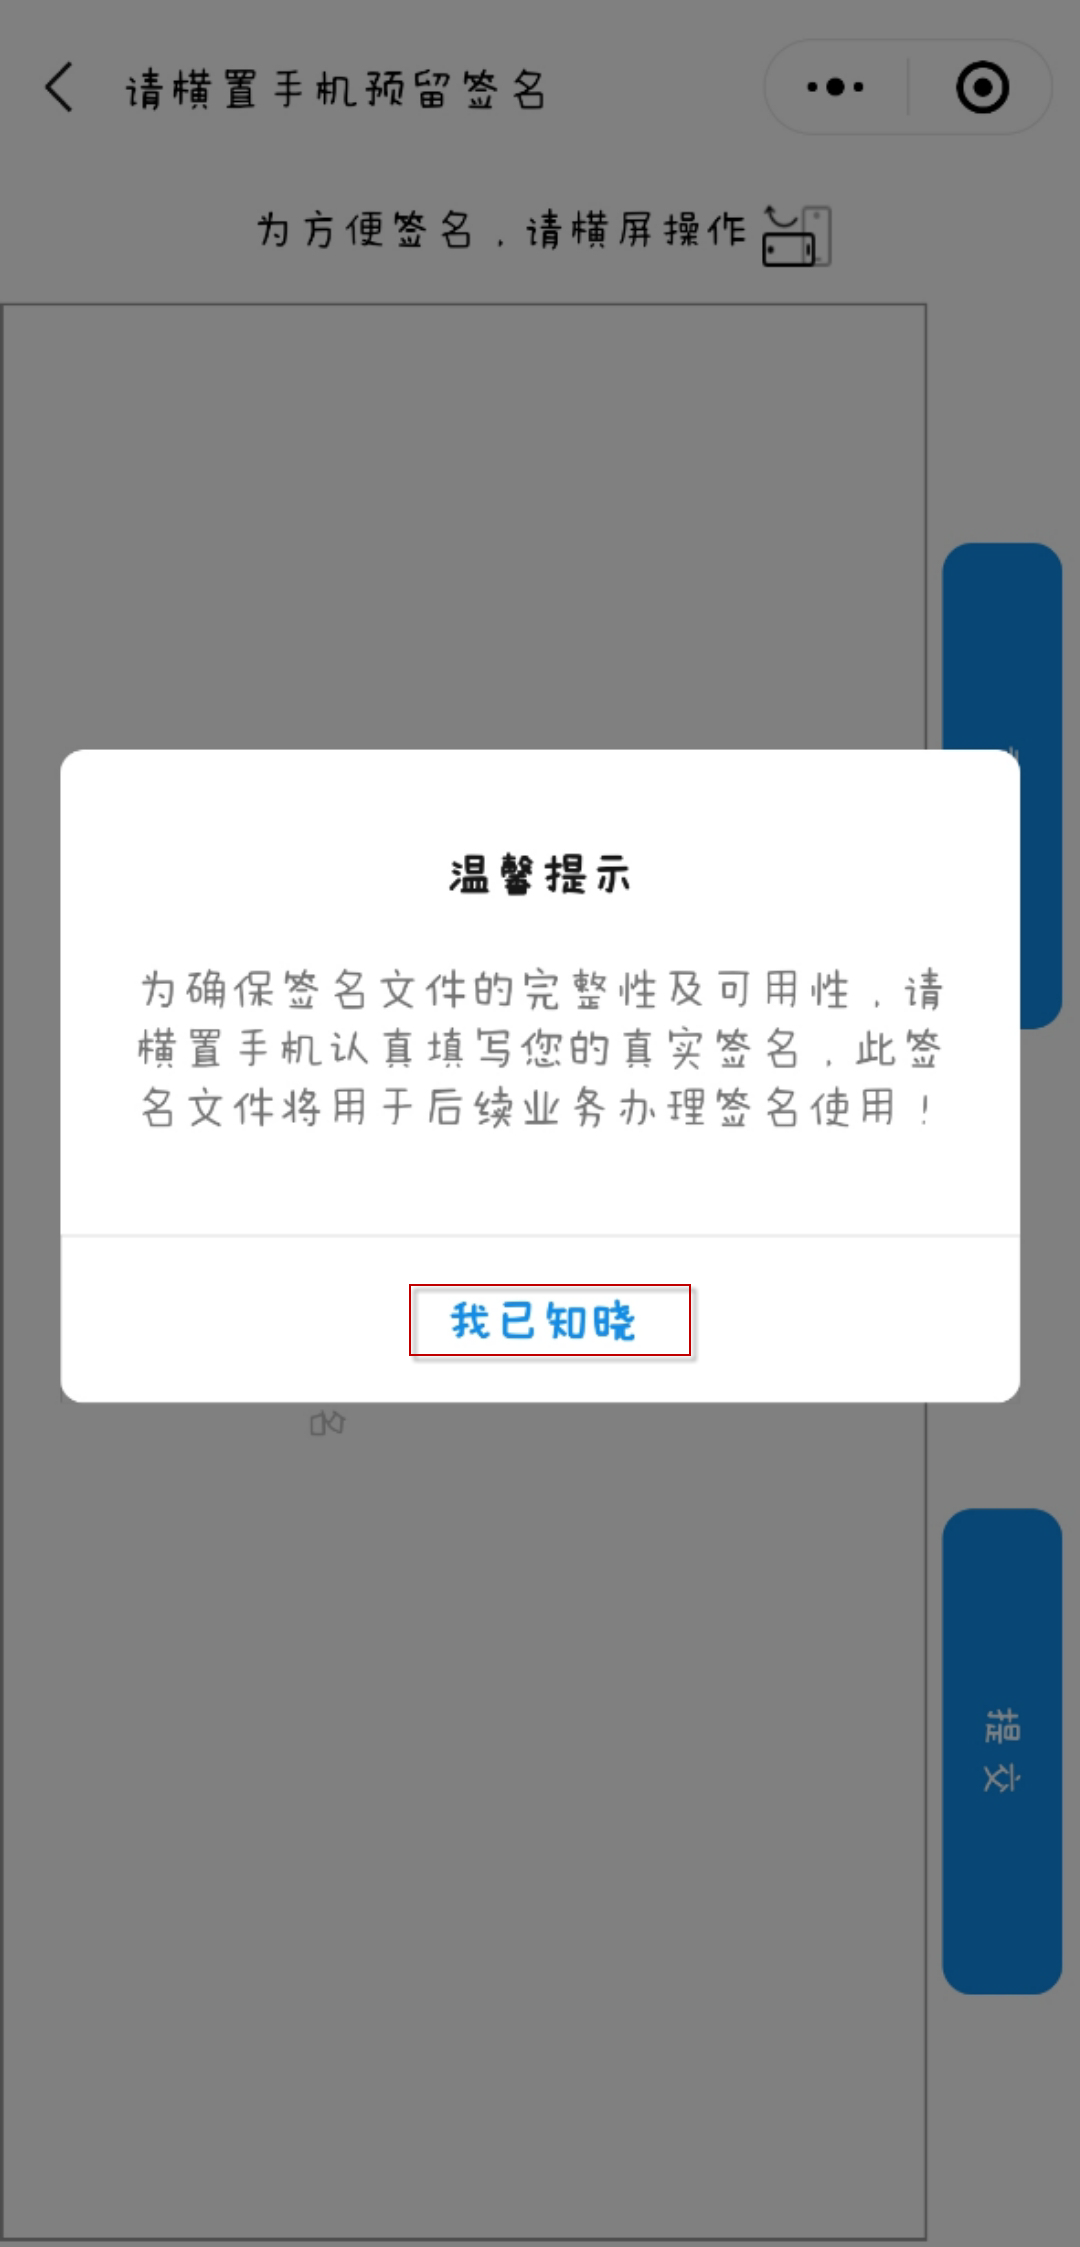 请横置手机预留签名
为方便签名，请横屏操作
温馨提示
为确保签名文件的完整性及可用性，请
横置手机认真填写您的真实签名，此签
名文件将用于后续业务办理签名使用！
我已知晓
提交